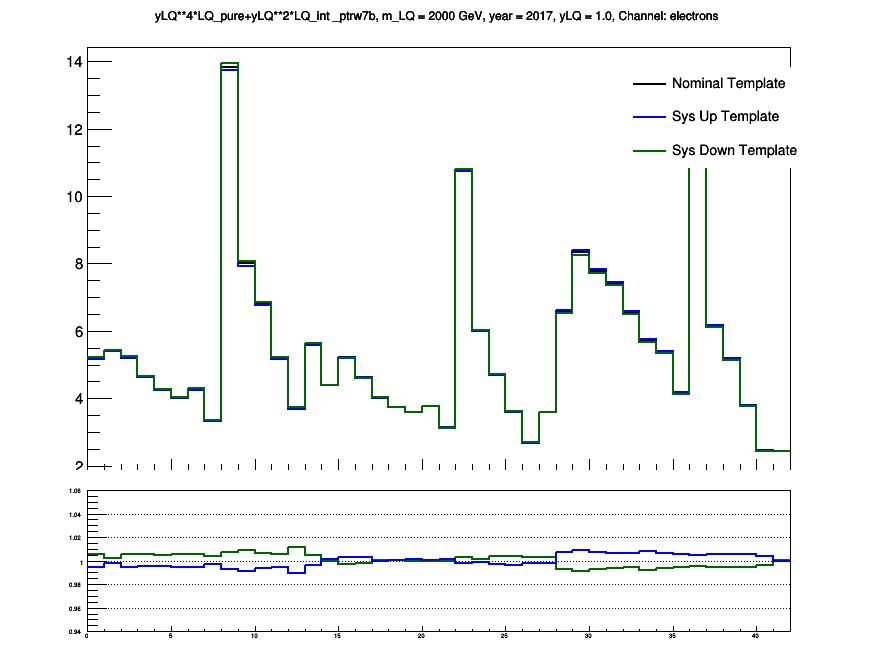 yLQ**4*LQ_pure+yLQ**2*LQ_int _ptrw7b, m_LQ = 2000 GeV, year = 2017, yLQ = 1.0, Channel: electrons
14
Nominal Template
Sys Up Template
12
Sys Down Template
10
8
6
4
2
1.06
1.04
1.02
1
0.98
0.96
0.94
0 5 10 15 20 25 30 35 40